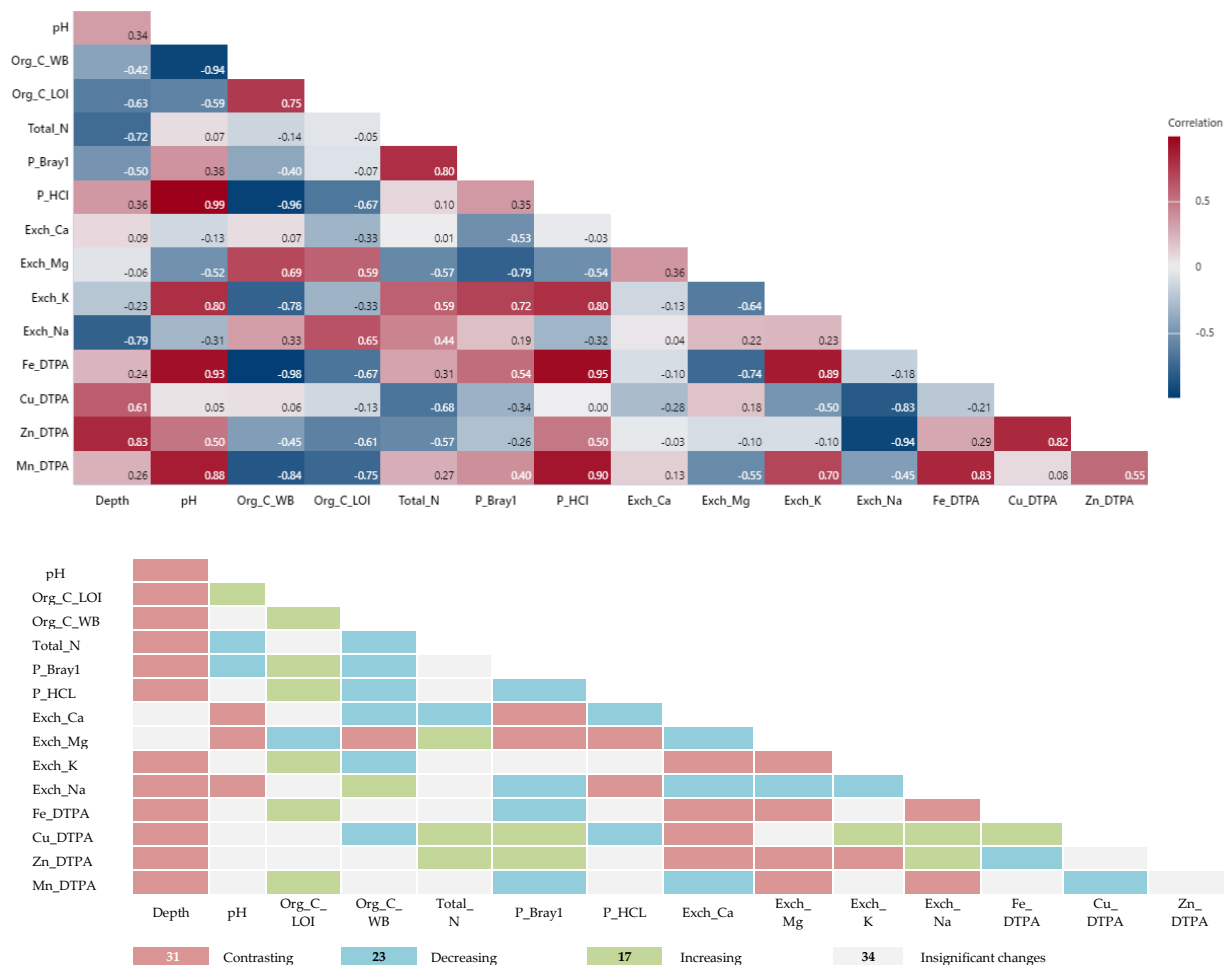 pH 0.34
Org_C_WB -0.42 -0.94
Org_C_LOI -0.63 -0.59 0.75
Total_N -0.72 0.07 -0.14 -0.05
P_Bray1 -0.50 0.38 -0.40 -0.07 0.80
P_HCl 0.36 0.99 -0.96 -0.67 0.10 0.35
Exch_Ca 0.09 -0.13 0.07 -0.33 0.01 -0.53 -0.03
Exch_Mg -0.06 -0.52 0.69 0.59 -0.57 -0.79 -0.54 0.36
Exch_K -0.23 0.80 -0.78 -0.33 0.59 0.72 0.80 -0.13 -0.64
Exch_Na -0.79 -0.31 0.33 0.65 0.44 0.19 -0.32 0.04 0.22 0.23
Fe_DTPA 0.24 0.93 -0.98 -0.67 0.31 0.54 0.95 -0.10 -0.74 0.89 -0.18
Cu_DTPA 0.61 0.05 0.06 -0.13 -0.68 -0.34 0.00 -0.28 0.18 -0.50 -0.83 -0.21
Zn_DTPA 0.83 0.50 -0.45 -0.61 -0.57 -0.26 0.50 -0.03 -0.10 -0.10 -0.94 0.29 0.82
Mn_DTPA 0.26 0.88 -0.84 -0.75 0.27 0.40 0.90 0.13 -0.55 0.70 -0.45 0.83 0.08 0.55
Depth pH Org_C_WB Org_C_LOI Total_N P_Bray1 P_HCl Exch_Ca Exch_Mg Exch_K Exch_Na Fe_DTPA Cu_DTPA Zn_DTPA
Correlation
0.5
0
-0.5
pH
Org_C_LOI
Org_C_WB
Total_N
P_Bray1
P_HCL
Exch_Ca
Exch_Mg
Exch_K
Exch_Na
Fe_DTPA
Cu_DTPA
Zn_DTPA
Mn_DTPA
Depth pH Org_C_ Org_C_ Total_ P_Bray1 P_HCL Exch_Ca Exch_ Exch_ Exch_ Fe_ Cu_ Zn_
LOI WB N Mg K Na DTPA DTPA DTPA
31 Contrasting 23 Decreasing 17 Increasing 34 Insignificant changes